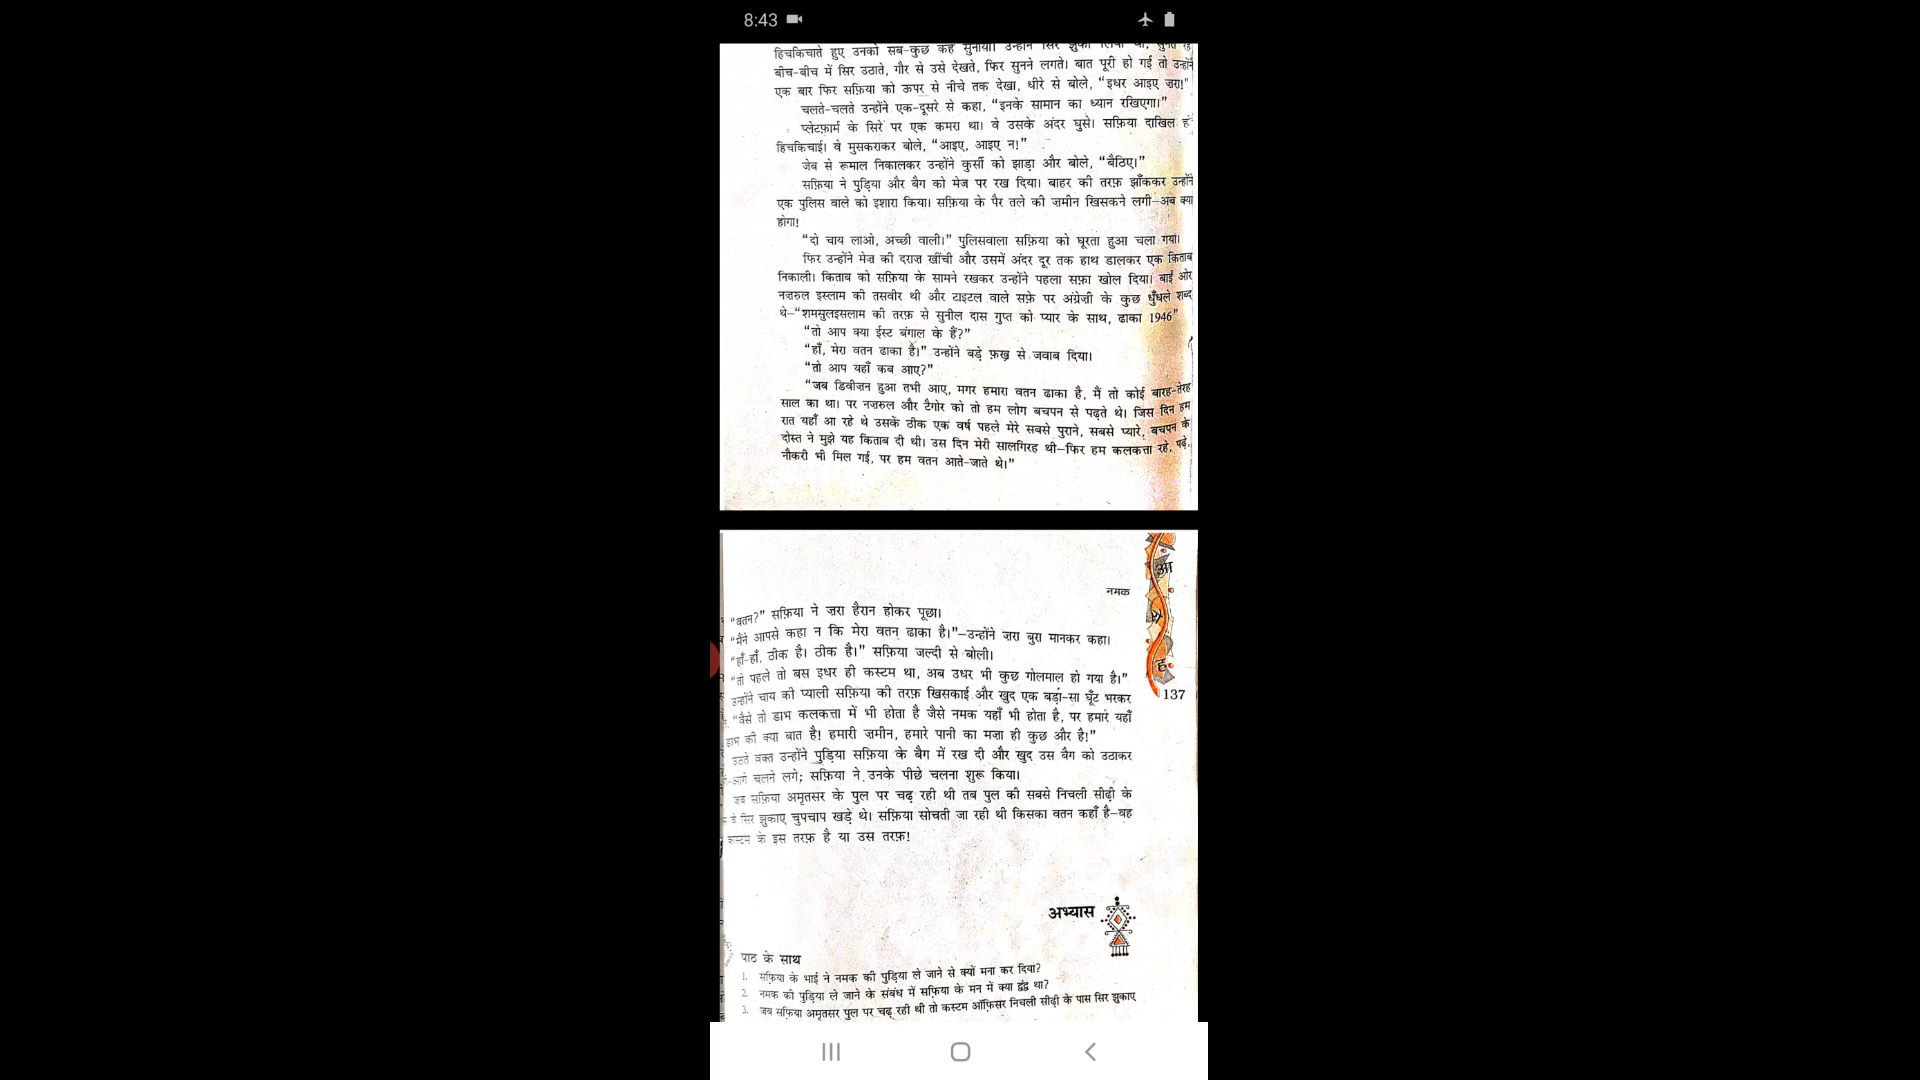 8:43
हिचकिचाते हुए उनको सब-कुछ कह सुनाया। उन्होंने सिर झुका लिया था, सुनते रहे
बीच-बीच में सिर उठाते, गौर से उसे देखते, फिर सुनने लगते। बात पूरी हो गई तो उन्होंने
एक बार फिर सफ़िया को ऊपर से नीचे तक देखा, धीरे से बोले, “इधर आइए ज़रा!”
चलते-चलते उन्होंने एक-दूसरे से कहा, “इनके सामान का ध्यान रखिएगा।”
प्लेटफ़ार्म के सिरे पर एक कमरा था। वे उसके अंदर घुसे। सफ़िया दाखिल
हिचकिचाई। वे मुसकराकर बोले, “आइए, आइए न!”
जेब से रूमाल निकालकर उन्होंने कुर्सी को झाड़ा और बोले, “बैठिए।”
सफ़िया ने पुड़िया और बैग को मेज पर रख दिया। बाहर की तरफ़ झाँककर उन्होंने
एक पुलिस वाले को इशारा किया। सफ़िया के पैर तले की ज़मीन खिसकने लगी–अब क्या
होगा!
“दो चाय लाओ, अच्छी वाली।” पुलिसवाला सफ़िया को घूरता हुआ चला गया।
फिर उन्होंने मेज़ की दराज़ खींची और उसमें अंदर दूर तक हाथ डालकर एक किताब
निकाली। किताब को सफ़िया के सामने रखकर उन्होंने पहला सफ़ा खोल दिया। बाईं ओर
नज़रुल इस्लाम की तसवीर थी और टाइटल वाले सफ़े पर अंग्रेज़ी के कुछ धुँधले शब्द
थे–“शमसुलइसलाम की तरफ़ से सुनील दास गुप्त को प्यार के साथ, ढाका 1946”
“तो आप क्या ईस्ट बंगाल के हैं?”
“हाँ, मेरा वतन ढाका है।” उन्होंने बड़े फ़ख्र से जवाब दिया।
“तो आप यहाँ कब आए?”
“जब डिवीज़न हुआ तभी आए, मगर हमारा वतन ढाका है, मैं तो कोई बारह-तेरह
साल का था। पर नज़रुल और टैगोर को तो हम लोग बचपन से पढ़ते थे। जिस दिन हम
रात यहाँ आ रहे थे उसके ठीक एक वर्ष पहले मेरे सबसे पुराने, सबसे प्यारे, बचपन के
दोस्त ने मुझे यह किताब दी थी। उस दिन मेरी सालगिरह थी–फिर हम कलकत्ता रहे, पढ़े,
नौकरी भी मिल गई, पर हम वतन आते-जाते थे।”
आ
रो
ह
नमक
137
“वतन?” सफ़िया ने ज़रा हैरान होकर पूछा।
“मैंने आपसे कहा न कि मेरा वतन ढाका है।”–उन्होंने ज़रा बुरा मानकर कहा।
“हाँ-हाँ, ठीक है। ठीक है।” सफ़िया जल्दी से बोली।
“तो पहले तो बस इधर ही कस्टम था, अब उधर भी कुछ गोलमाल हो गया है।”
उन्होंने चाय की प्याली सफ़िया की तरफ़ खिसकाई और खुद एक बड़ा-सा घूँट भरकर
“वैसे तो डाभ कलकत्ता में भी होता है जैसे नमक यहाँ भी होता है, पर हमारे यहाँ
डाभ की क्या बात है! हमारी ज़मीन, हमारे पानी का मज़ा ही कुछ और है!”
उठते वक्त उन्होंने पुड़िया सफ़िया के बैग में रख दी और खुद उस बैग को उठाकर
-आगे चलने लगे; सफ़िया ने उनके पीछे चलना शुरू किया।
जब सफ़िया अमृतसर के पुल पर चढ़ रही थी तब पुल की सबसे निचली सीढ़ी के
वे सिर झुकाए चुपचाप खड़े थे। सफ़िया सोचती जा रही थी किसका वतन कहाँ है–वह
कस्टम के इस तरफ़ है या उस तरफ़!
अभ्यास
पाठ के साथ
1. सफ़िया के भाई ने नमक की पुड़िया ले जाने से क्यों मना कर दिया?
2. नमक की पुड़िया ले जाने के संबंध में सफ़िया के मन में क्या द्वंद्व था?
3. जब सफ़िया अमृतसर पुल पर चढ़ रही थी तो कस्टम ऑफ़िसर निचली सीढ़ी के पास सिर झुकाए